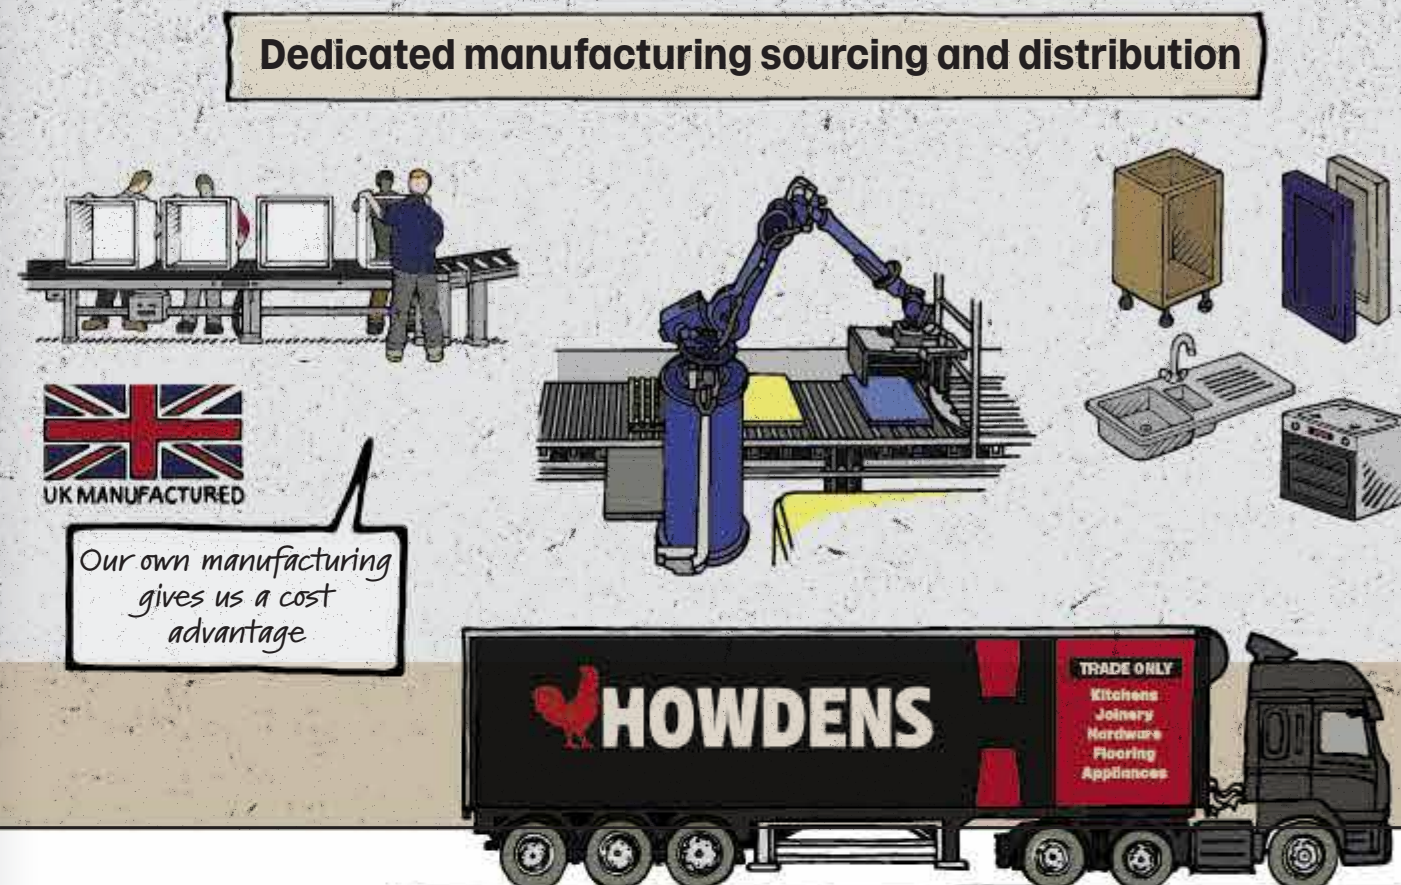 Dedicated manufacturing sourcing and distribution
UK MANUFACTURED
Our own manufacturing
gives us a cost
advantage
HOWDENS
TRADE ONLY
Kitchens
Joinery
Hardware
Flooring
Appliances